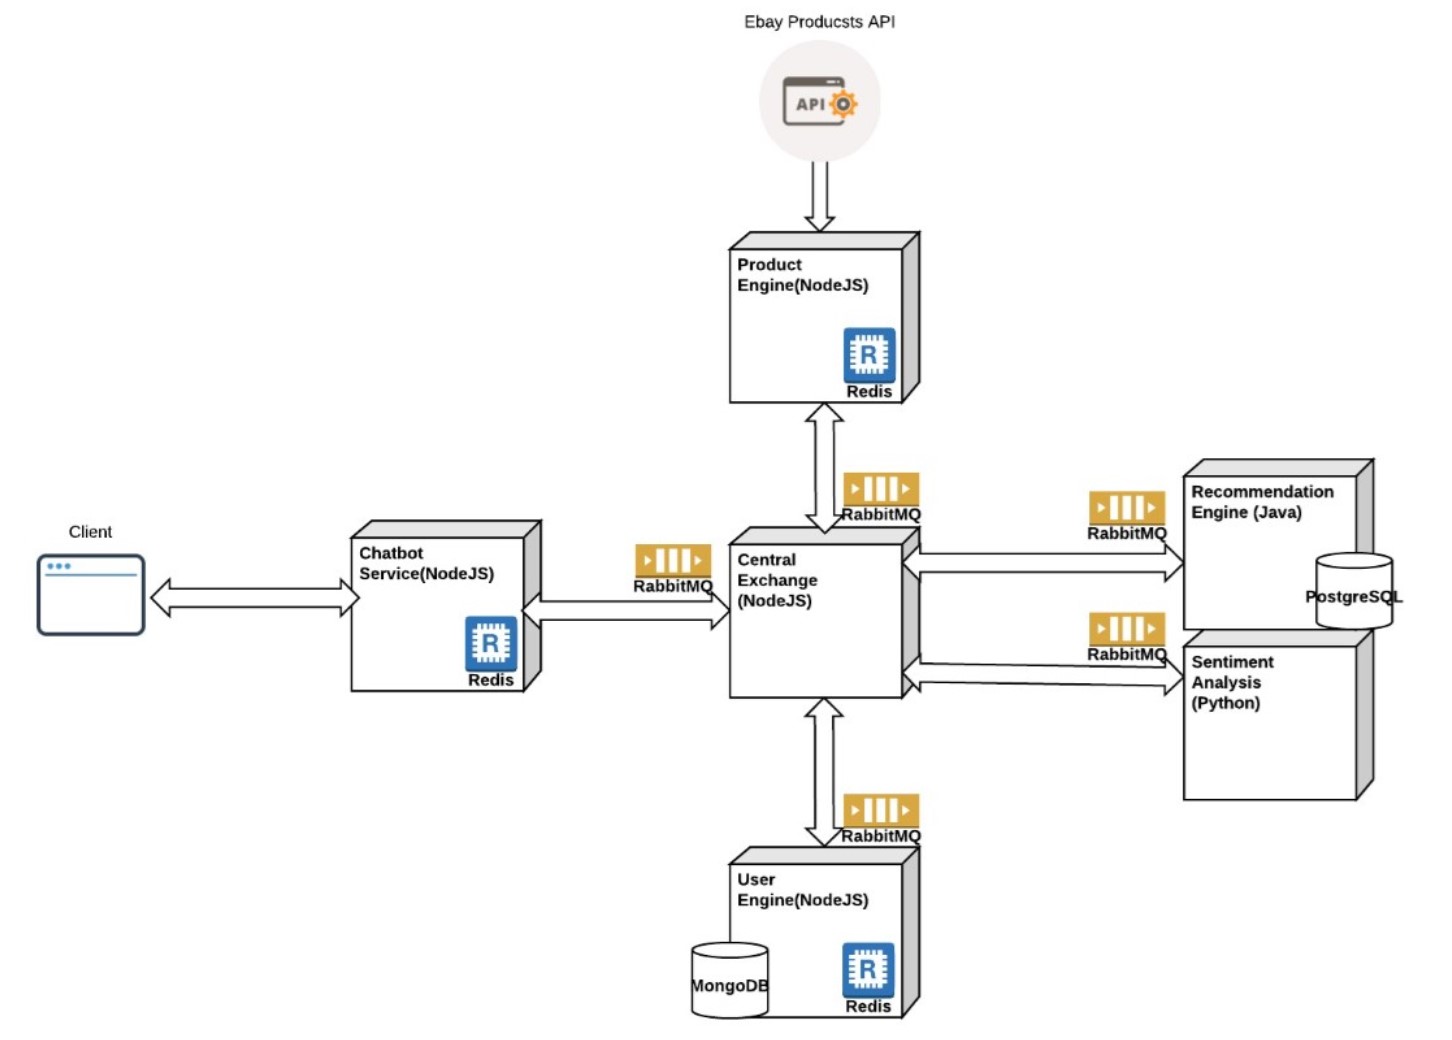 Ebay Producsts API
API
Product
Engine(NodeJS)
R
Redis
RabbitMQ
Recommendation
Engine (Java)
RabbitMQ
PostgreSQL
Client
Chatbot
Service(NodeJS)
R
Redis
RabbitMQ
Central
Exchange
(NodeJS)
RabbitMQ
Sentiment
Analysis
(Python)
RabbitMQ
User
Engine(NodeJS)
MongoDB
R
Redis